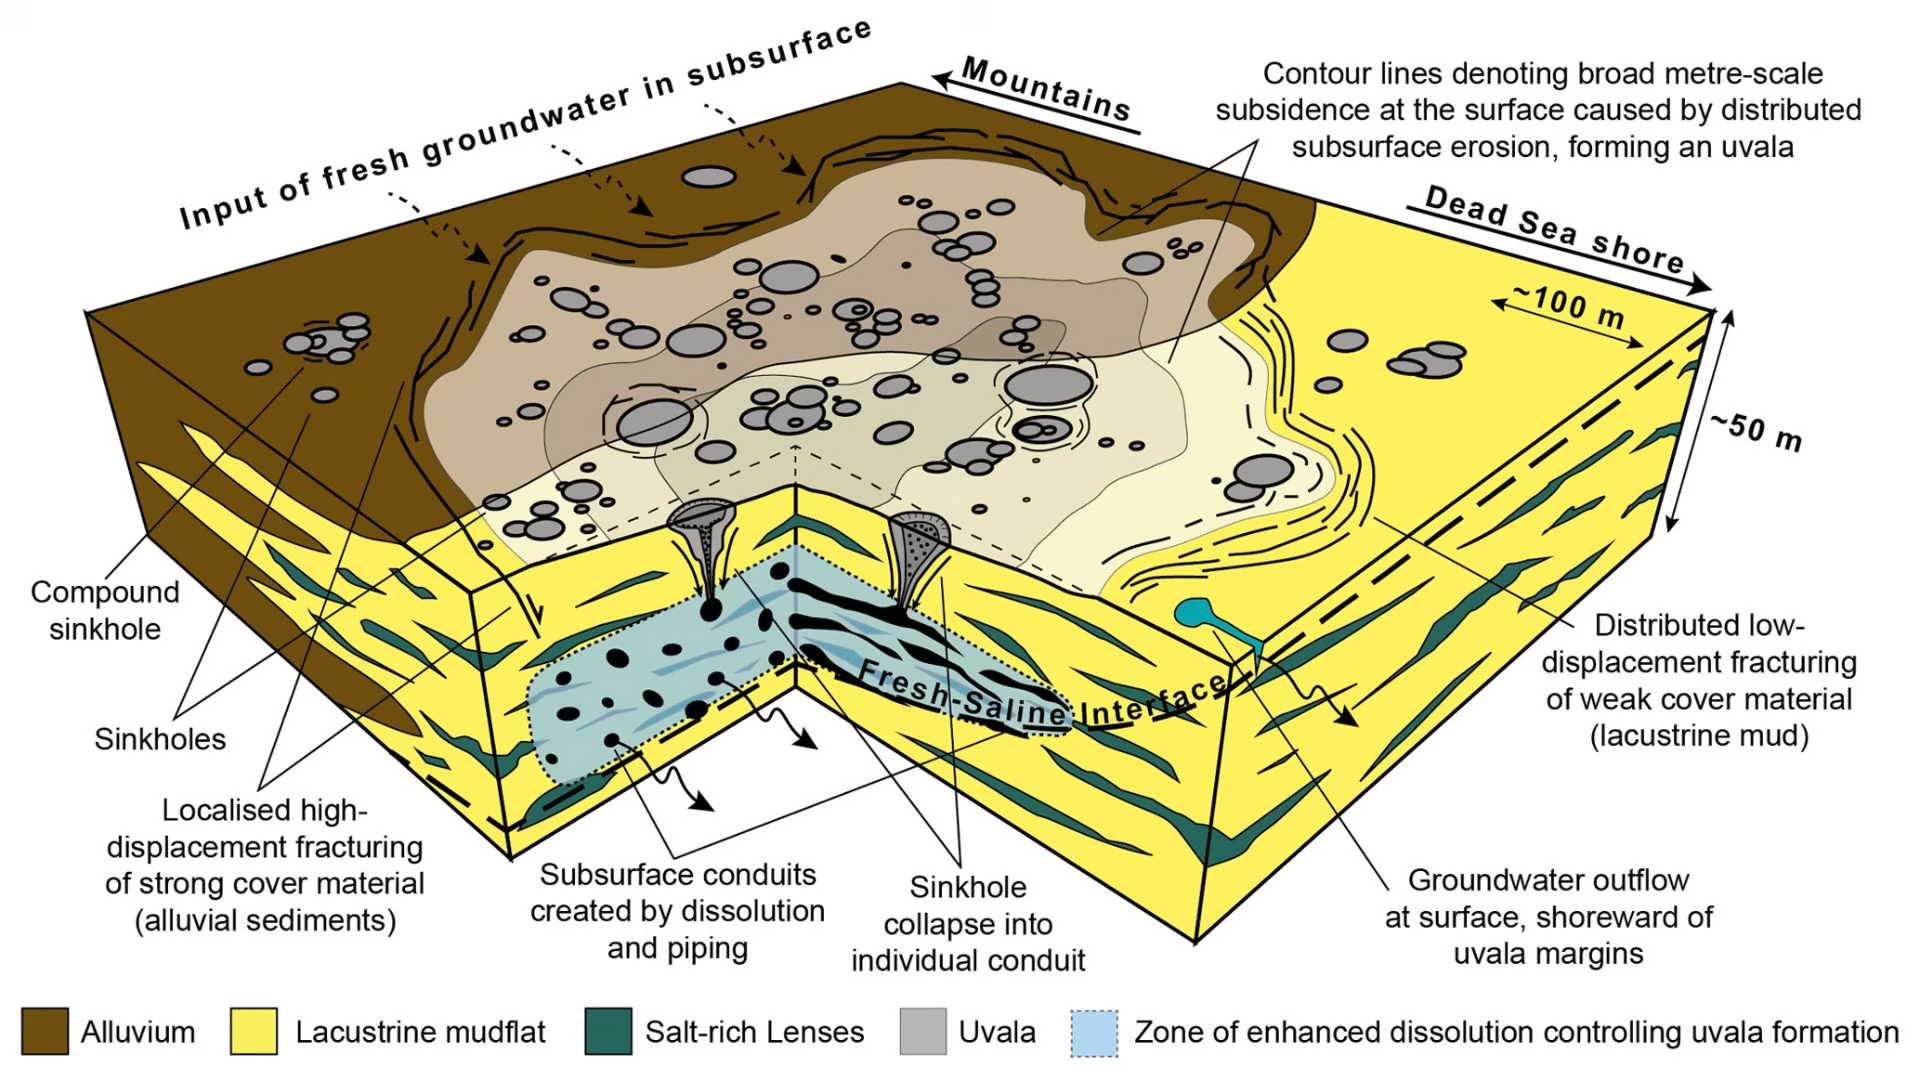 Input of fresh groundwater in subsurface
Mountains
Contour lines denoting broad metre-scale
subsidence at the surface caused by distributed
subsurface erosion, forming an uvala
Dead Sea shore
~100 m
~50 m
Compound
sinkhole
Sinkholes
Localised high-
displacement fracturing
of strong cover material
(alluvial sediments)
Fresh-Saline Interface
Subsurface conduits
created by dissolution
and piping
Sinkhole
collapse into
individual conduit
Distributed low-
displacement fracturing
of weak cover material
(lacustrine mud)
Groundwater outflow
at surface, shoreward of
uvala margins
Alluvium
Lacustrine mudflat
Salt-rich Lenses
Uvala
Zone of enhanced dissolution controlling uvala formation